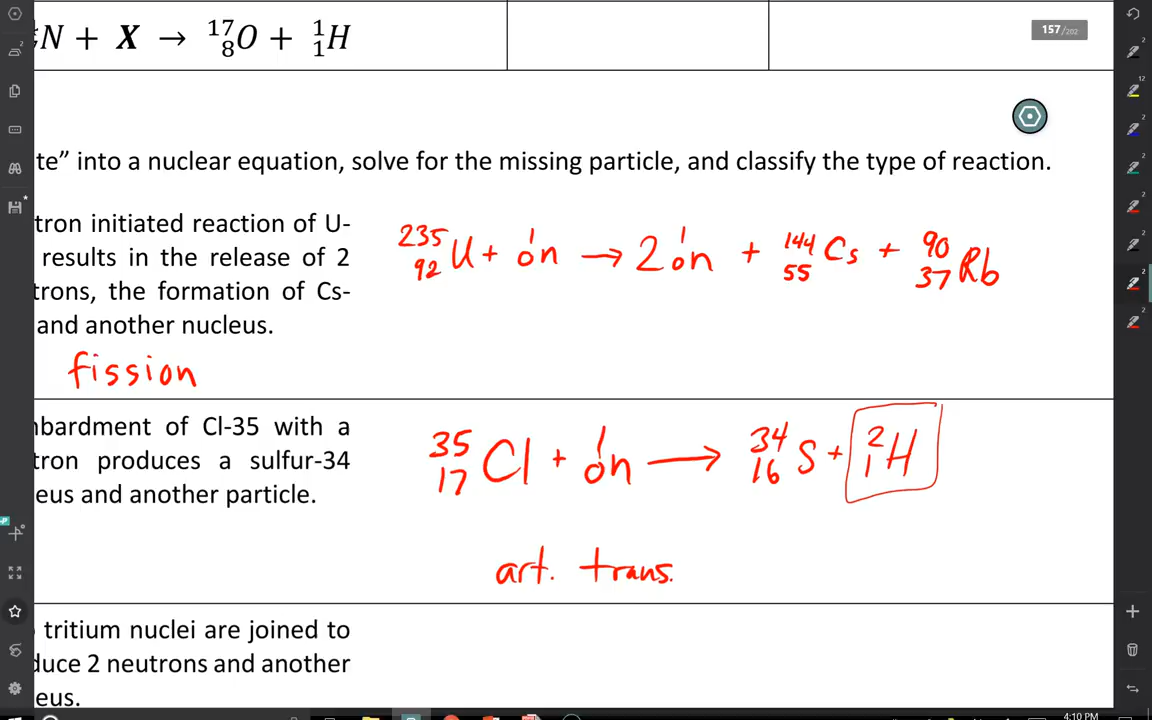 N + X → ¹⁷₈O + ¹₁H
157/202
te” into a nuclear equation, solve for the missing particle, and classify the type of reaction.
tron initiated reaction of U-
results in the release of 2
trons, the formation of Cs-
and another nucleus.
²³⁵₉₂U + ¹₀n → 2 ¹₀n + ¹⁴⁴₅₅Cs + ⁹⁰₃₇Rb
fission
mbardment of Cl-35 with a
tron produces a sulfur-34
eus and another particle.
³⁵₁₇Cl + ¹₀n → ³⁴₁₆S + ²₁H
art. trans.
tritium nuclei are joined to
duce 2 neutrons and another
eus.
4:10 PM